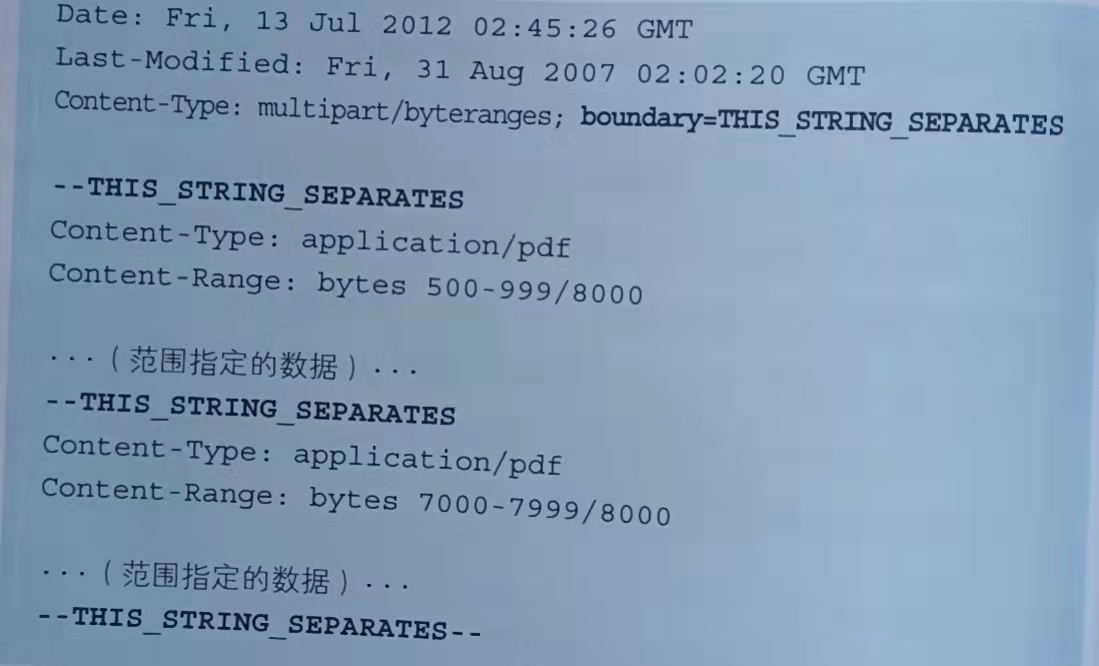 Date: Fri, 13 Jul 2012 02:45:26 GMT
Last-Modified: Fri, 31 Aug 2007 02:02:20 GMT
Content-Type: multipart/byteranges; boundary=THIS_STRING_SEPARATES
--THIS_STRING_SEPARATES
Content-Type: application/pdf
Content-Range: bytes 500-999/8000
···（范围指定的数据）···
--THIS_STRING_SEPARATES
Content-Type: application/pdf
Content-Range: bytes 7000-7999/8000
···（范围指定的数据）···
--THIS_STRING_SEPARATES--